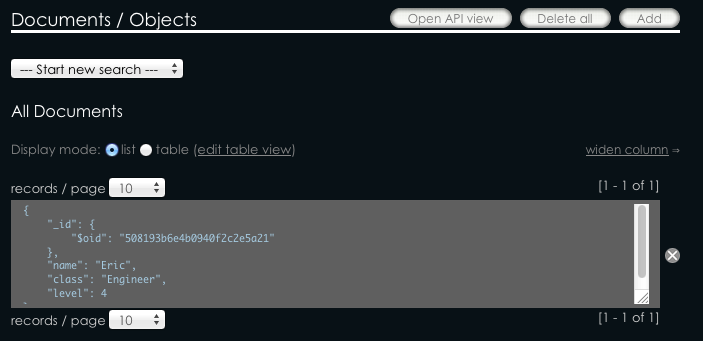 Documents / Objects
Open API view
Delete all
Add
--- Start new search ---
All Documents
Display mode: list table (edit table view)
widen column ⇒
records / page 10
[1 - 1 of 1]
{
    "_id": {
        "$oid": "508193b6e4b0940f2c2e5a21"
    },
    "name": "Eric",
    "class": "Engineer",
    "level": 4
records / page 10
[1 - 1 of 1]